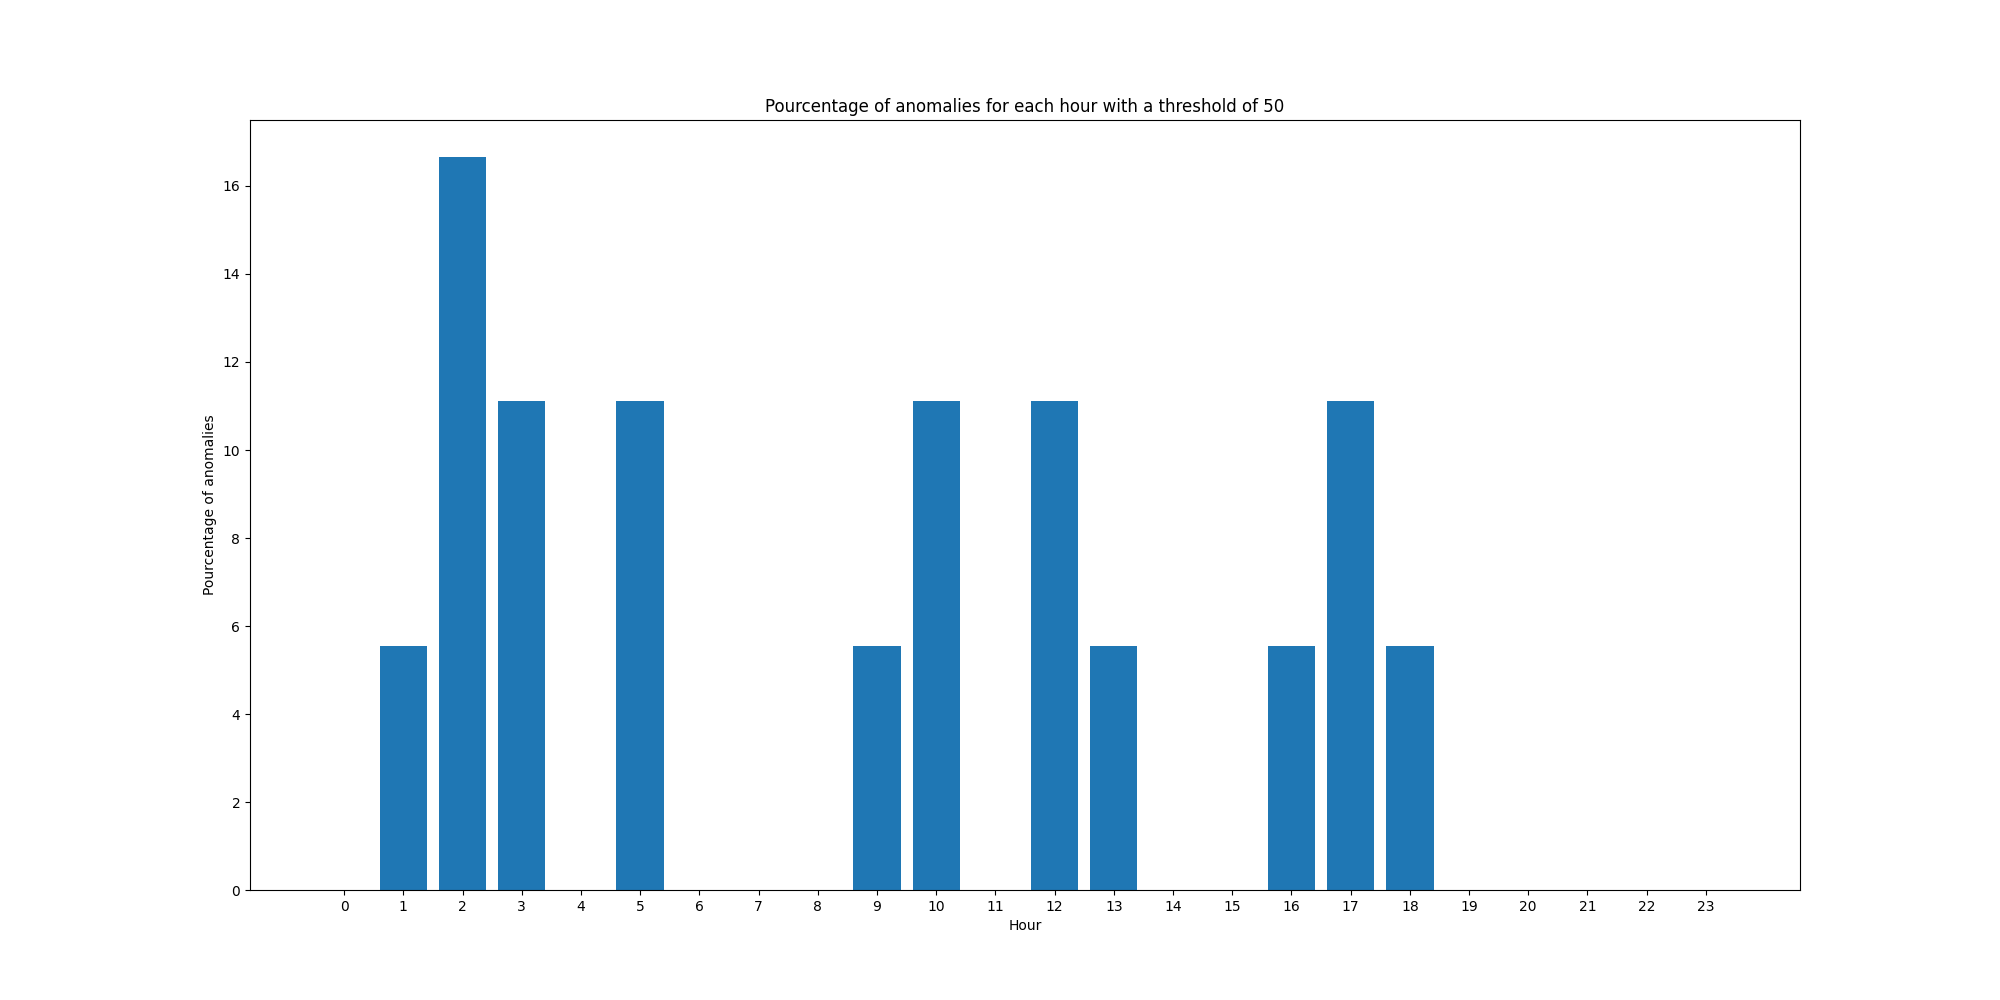 Pourcentage of anomalies for each hour with a threshold of 50
16
14
12
10
8
6
4
2
0
Pourcentage of anomalies
0 1 2 3 4 5 6 7 8 9 10 11 12 13 14 15 16 17 18 19 20 21 22 23
Hour